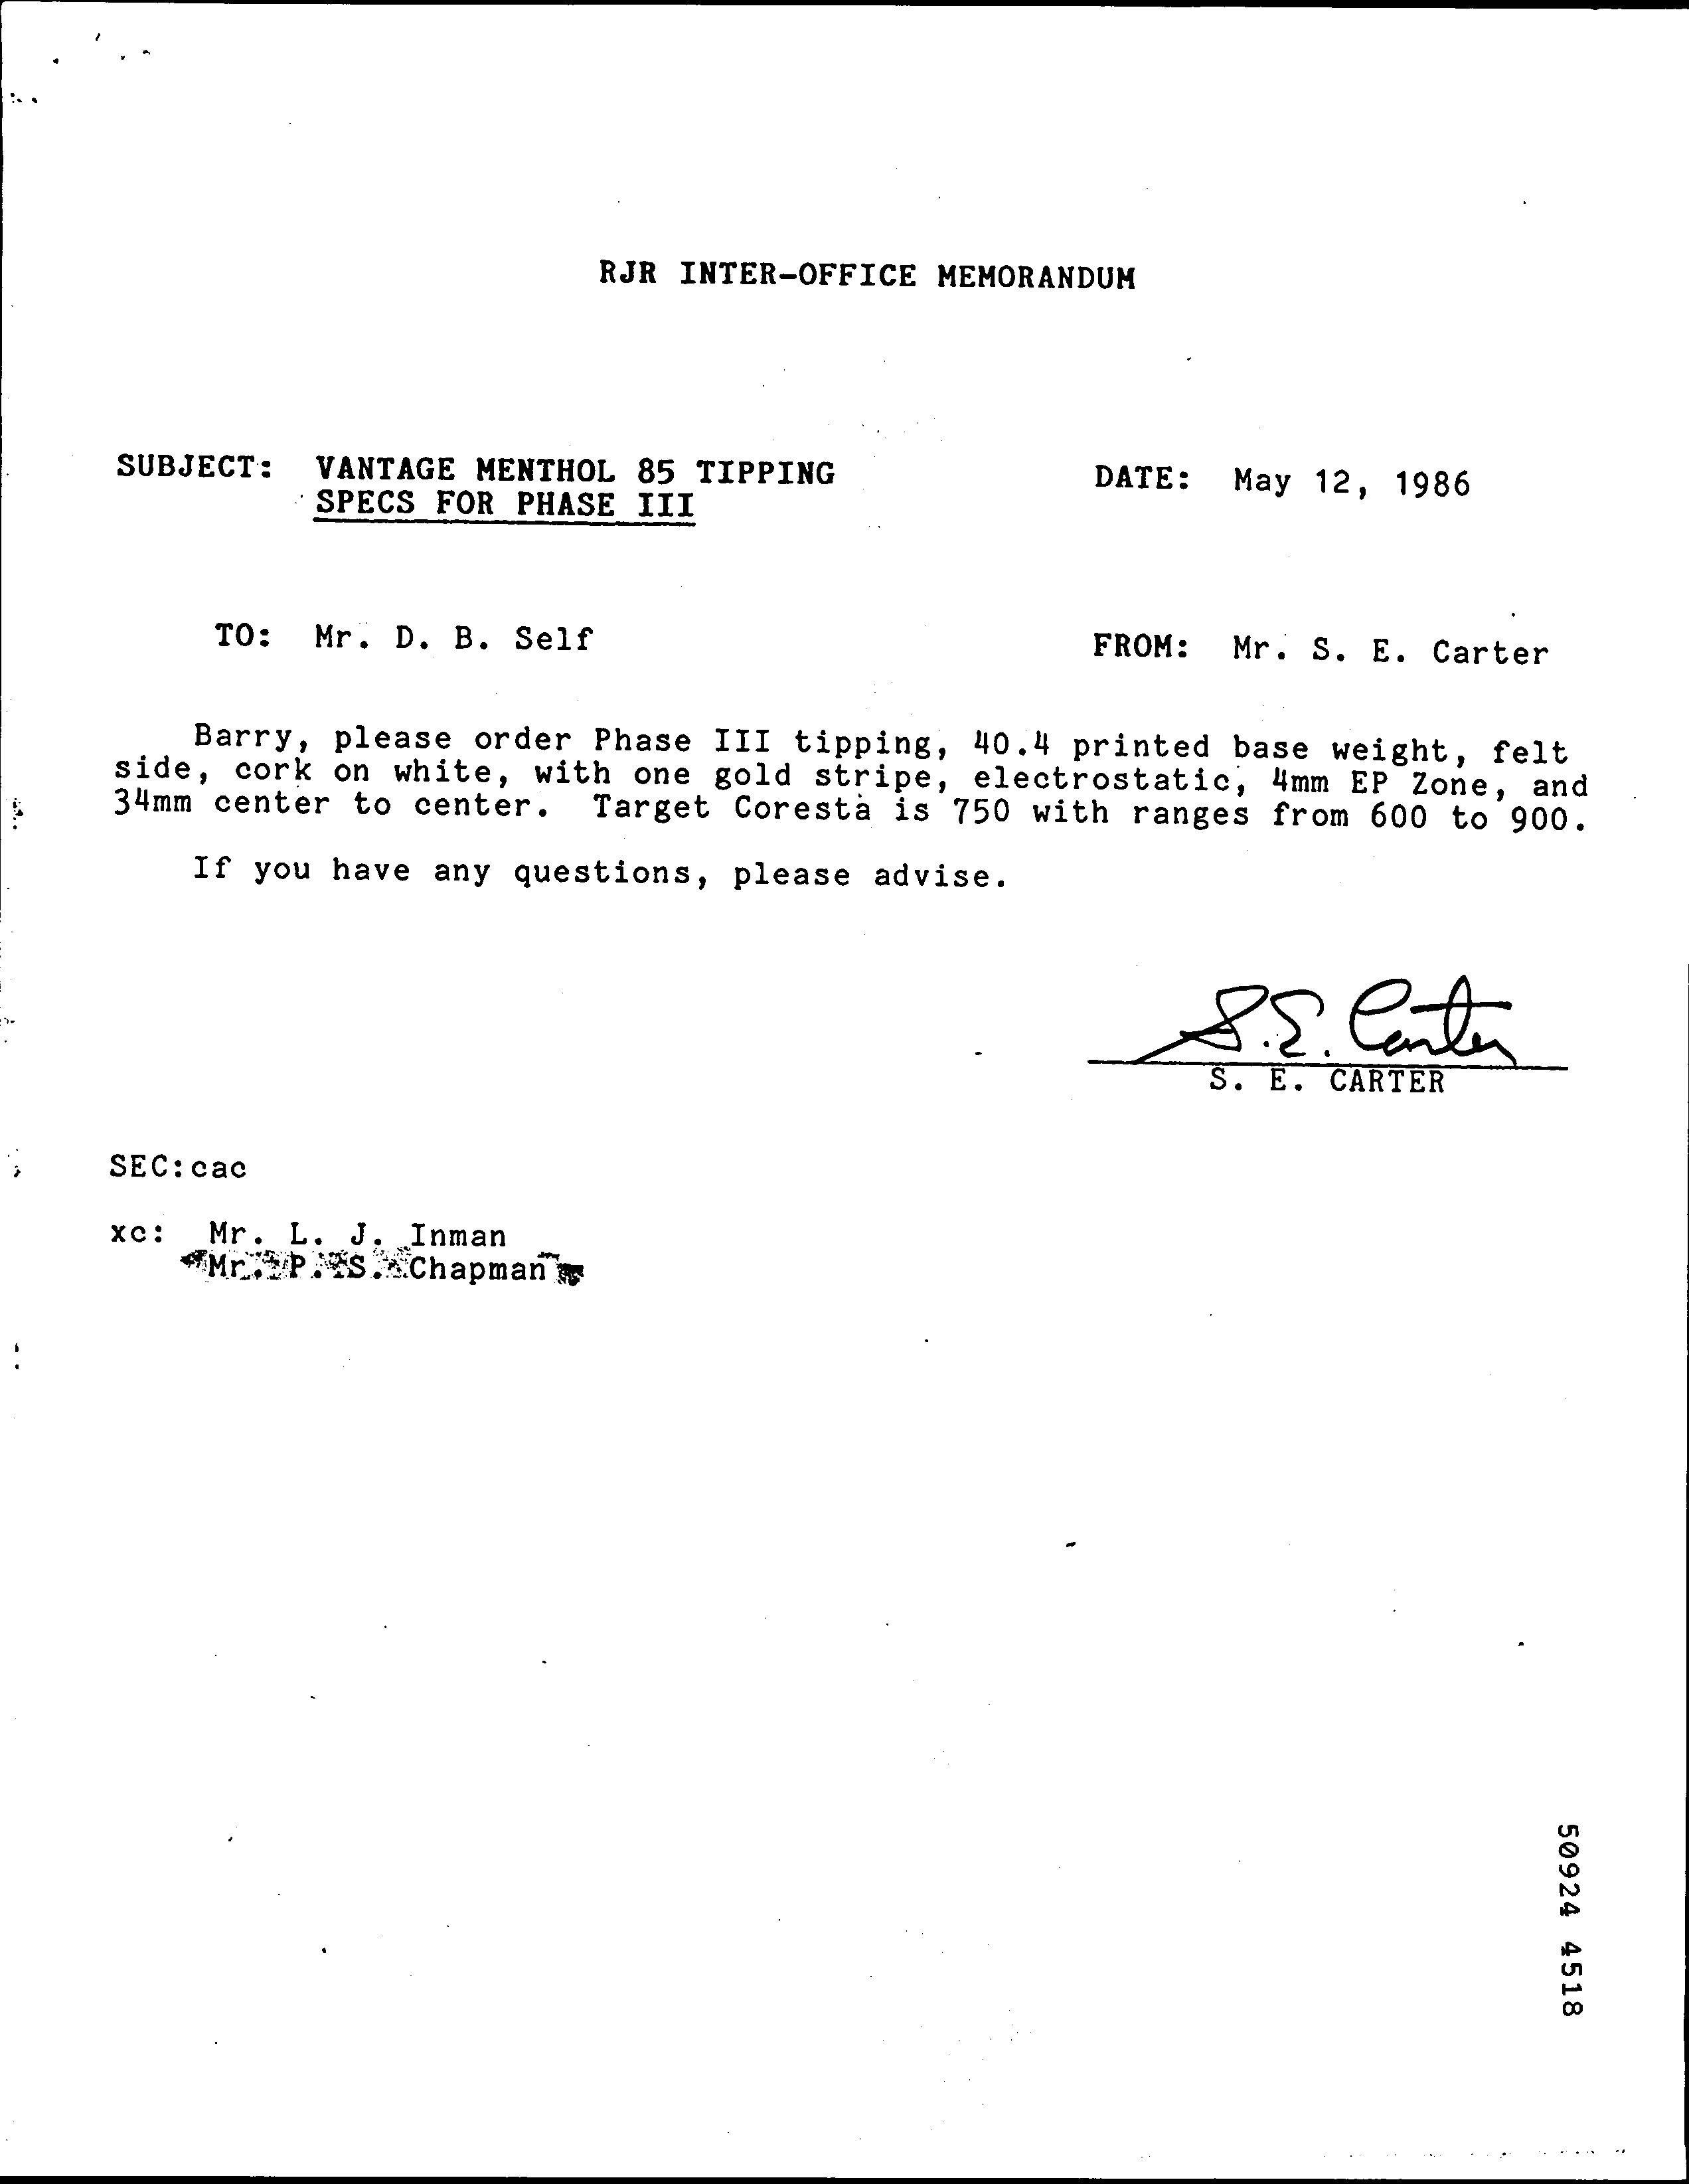 RJR INTER-OFFICE MEMORANDUM
SUBJECT: VANTAGE MENTHOL 85 TIPPING
SPECS FOR PHASE III
DATE: May 12, 1986
TO: Mr. D. B. Self
FROM: Mr. S. E. Carter
Barry, please order Phase III tipping, 40.4 printed base weight, felt
side, cork on white, with one gold stripe, electrostatic, 4mm EP Zone, and
34mm center to center. Target Coresta is 750 with ranges from 600 to 900.
If you have any questions, please advise.
S.E. Carter
S. E. CARTER
SEC:cac
xc: Mr. L. J. Inman
Mr. P. S. Chapman
50924 4518